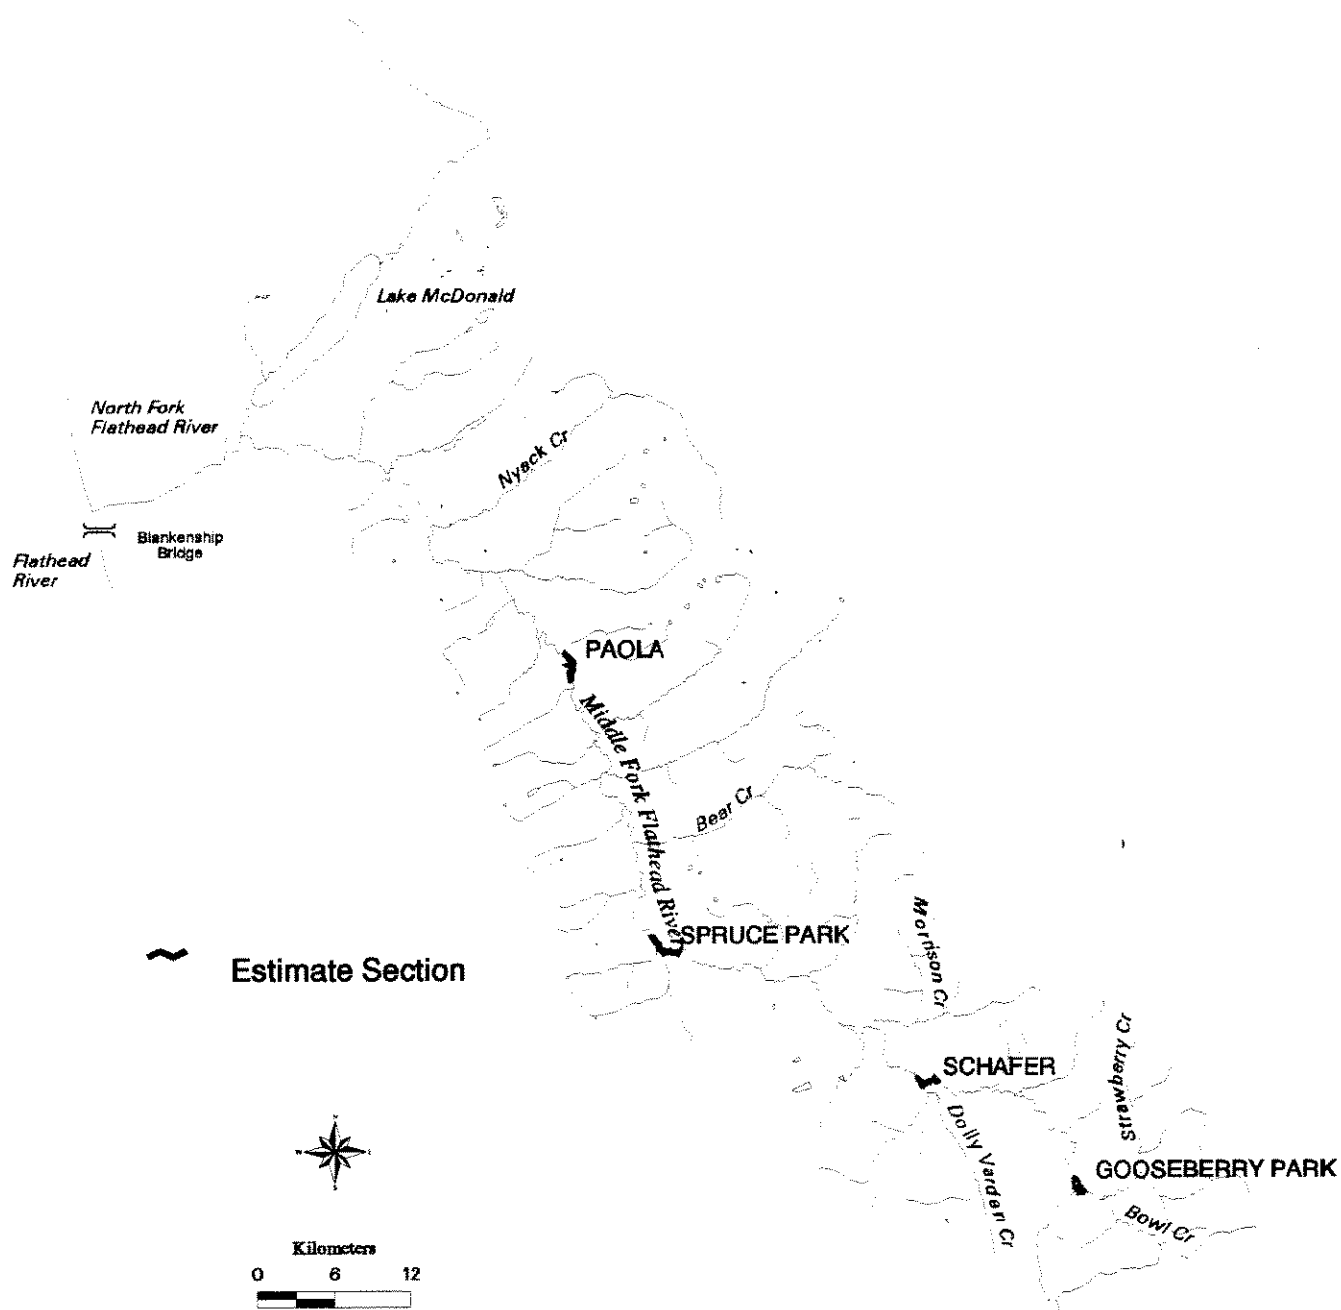 Lake McDonald
North Fork
Flathead River
Nyack Cr
Blankenship
Bridge
Flathead
River
PAOLA
Middle Fork Flathead River
Bear Cr
Morrison Cr
SPRUCE PARK
Estimate Section
Strawberry Cr
SCHAFER
Dolly Varden Cr
GOOSEBERRY PARK
Bowl Cr
Kilometers
0 6 12